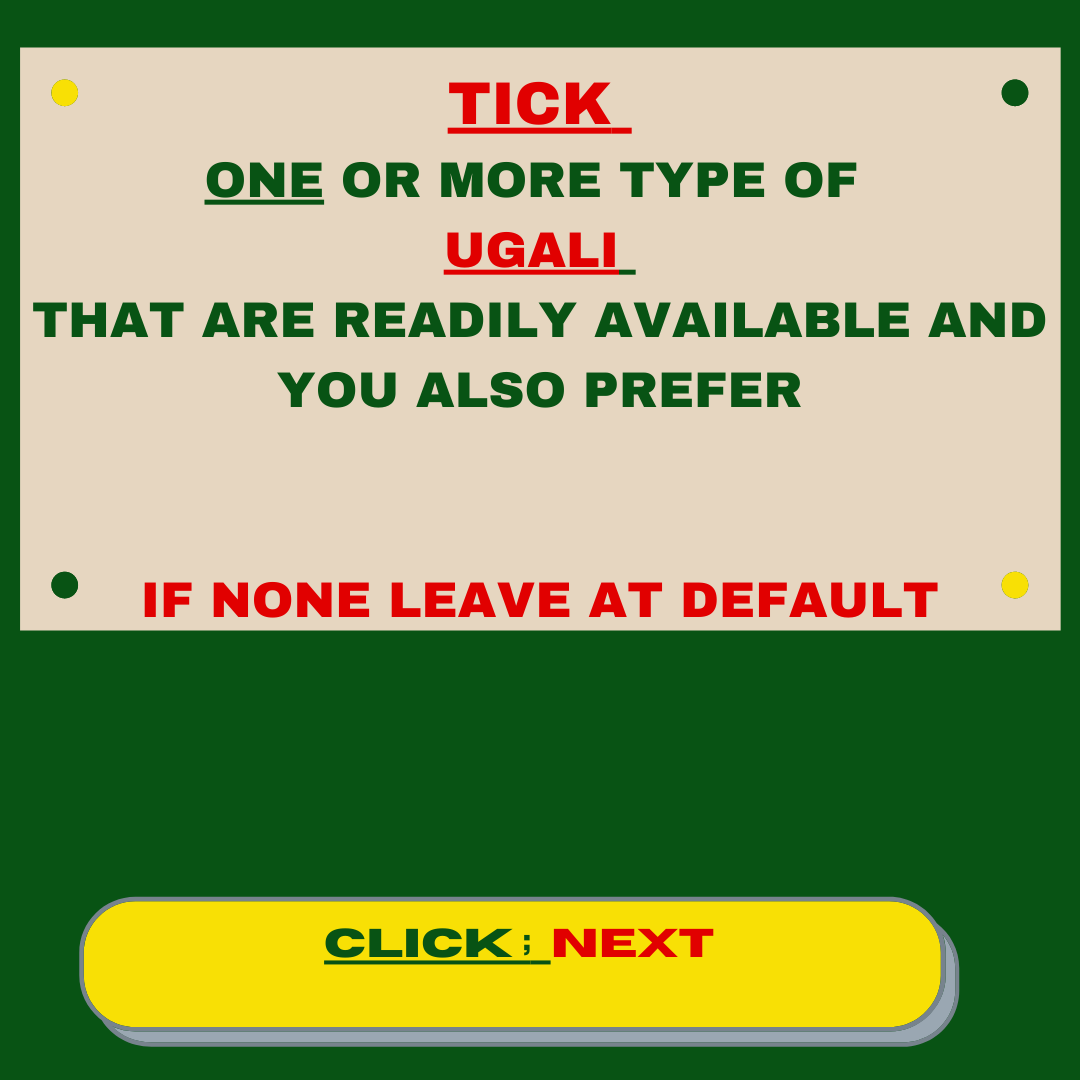 TICK
ONE OR MORE TYPE OF
UGALI
THAT ARE READILY AVAILABLE AND
YOU ALSO PREFER
IF NONE LEAVE AT DEFAULT
CLICK ; NEXT